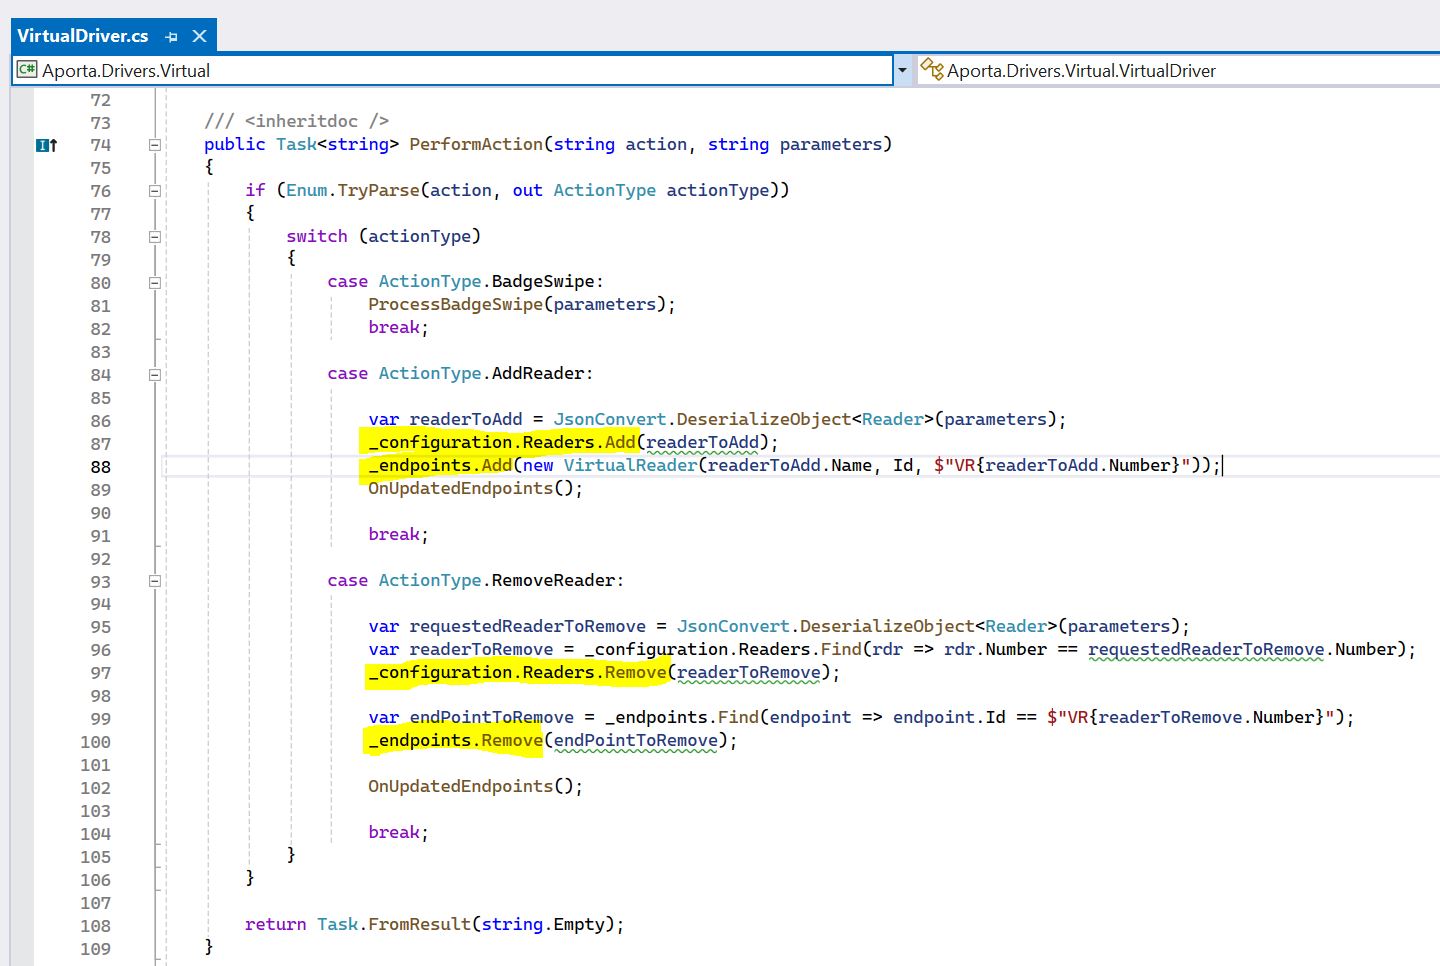 VirtualDriver.cs
C# Aporta.Drivers.Virtual
Aporta.Drivers.Virtual.VirtualDriver
72
73 /// <inheritdoc />
74 public Task<string> PerformAction(string action, string parameters)
75 {
76 if (Enum.TryParse(action, out ActionType actionType))
77 {
78 switch (actionType)
79 {
80 case ActionType.BadgeSwipe:
81 ProcessBadgeSwipe(parameters);
82 break;
83
84 case ActionType.AddReader:
85
86 var readerToAdd = JsonConvert.DeserializeObject<Reader>(parameters);
87 _configuration.Readers.Add(readerToAdd);
88 _endpoints.Add(new VirtualReader(readerToAdd.Name, Id, $"VR{readerToAdd.Number}"));
89 OnUpdatedEndpoints();
90
91 break;
92
93 case ActionType.RemoveReader:
94
95 var requestedReaderToRemove = JsonConvert.DeserializeObject<Reader>(parameters);
96 var readerToRemove = _configuration.Readers.Find(rdr => rdr.Number == requestedReaderToRemove.Number);
97 _configuration.Readers.Remove(readerToRemove);
98
99 var endPointToRemove = _endpoints.Find(endpoint => endpoint.Id == $"VR{readerToRemove.Number}");
100 _endpoints.Remove(endPointToRemove);
101
102 OnUpdatedEndpoints();
103
104 break;
105 }
106 }
107
108 return Task.FromResult(string.Empty);
109 }